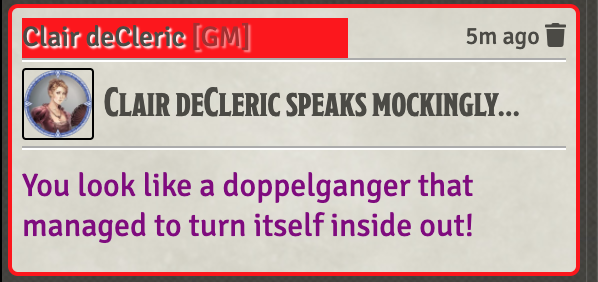 Clair deCleric [GM] 5m ago
Clair deCleric speaks mockingly...
You look like a doppelganger that
managed to turn itself inside out!